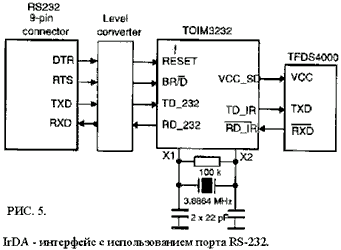 RS232
9-pin
connector
Level
converter
TOIM3232
TFDS4000
DTR
RTS
TXD
RXD
RESET
BR/D
TD_232
RD_232
VCC_SD
TD_IR
RD_IR
VCC
TXD
RXD
X1
X2
100 k
3.6864 MHz
2 x 22 pF
РИС. 5.
IrDA - интерфейс с использованием порта RS-232.